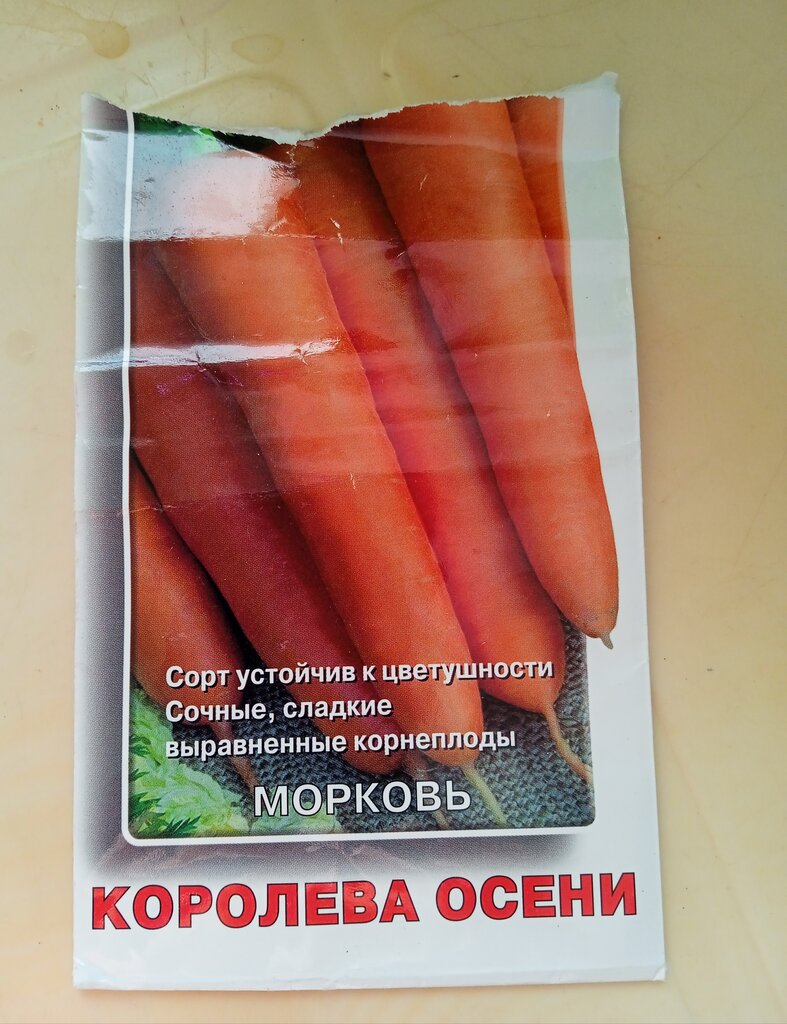 Сорт устойчив к цветушности
Сочные, сладкие
выравненные корнеплоды
МОРКОВЬ
КОРОЛЕВА ОСЕНИ